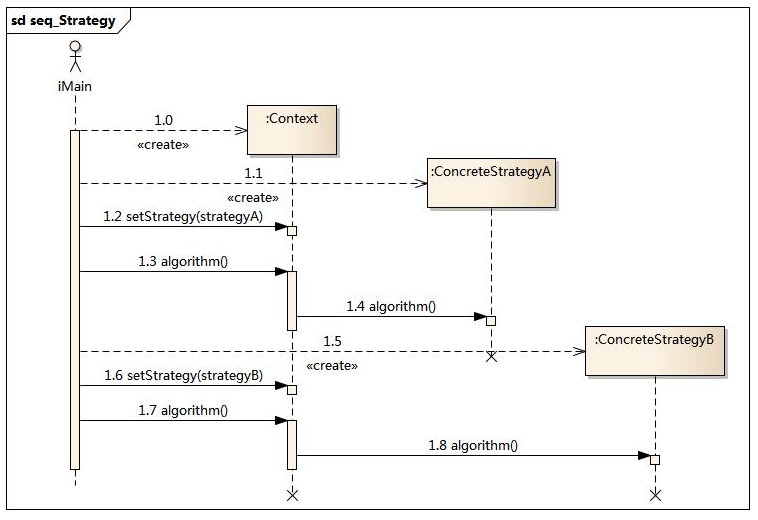 sd seq_Strategy
iMain
1.0
:Context
«create»
1.1
:ConcreteStrategyA
«create»
1.2 setStrategy(strategyA)
1.3 algorithm()
1.4 algorithm()
1.5
:ConcreteStrategyB
«create»
1.6 setStrategy(strategyB)
1.7 algorithm()
1.8 algorithm()